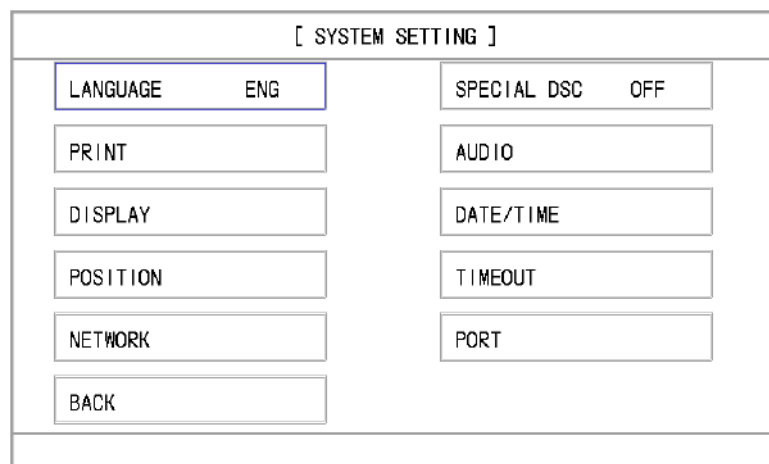 [ SYSTEM SETTING ]
LANGUAGE ENG
SPECIAL DSC OFF
PRINT
AUDIO
DISPLAY
DATE/TIME
POSITION
TIMEOUT
NETWORK
PORT
BACK